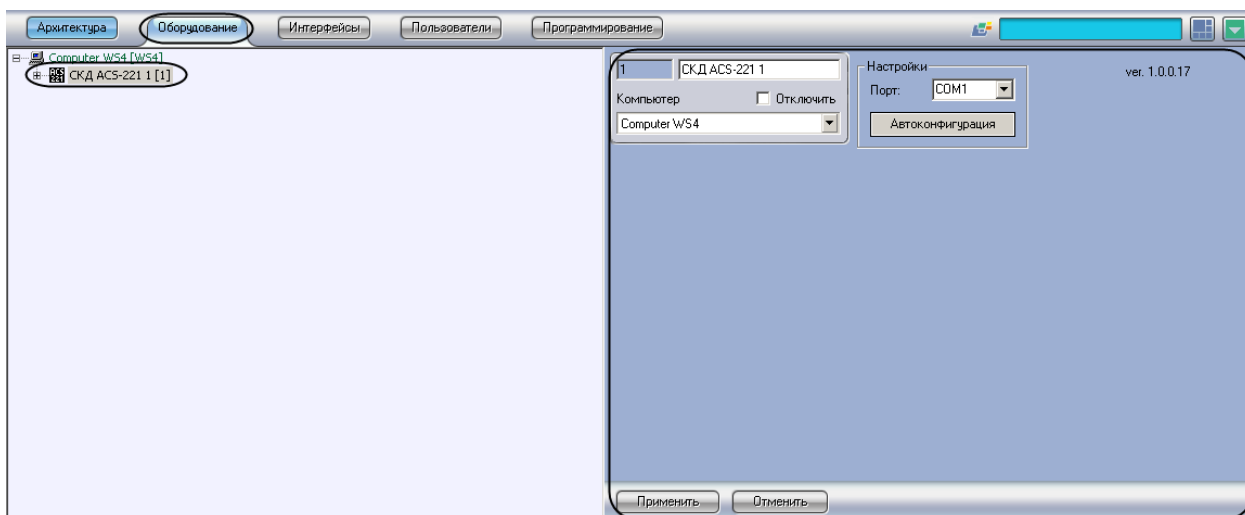 Архитектура Оборудование Интерфейсы Пользователи Программирование
Computer WS4 [WS4]
СКД ACS-221 1 [1]
1 СКД ACS-221 1
Компьютер Отключить
Computer WS4
Настройки
Порт: COM1
Автоконфигурация
ver. 1.0.0.17
Применить Отменить